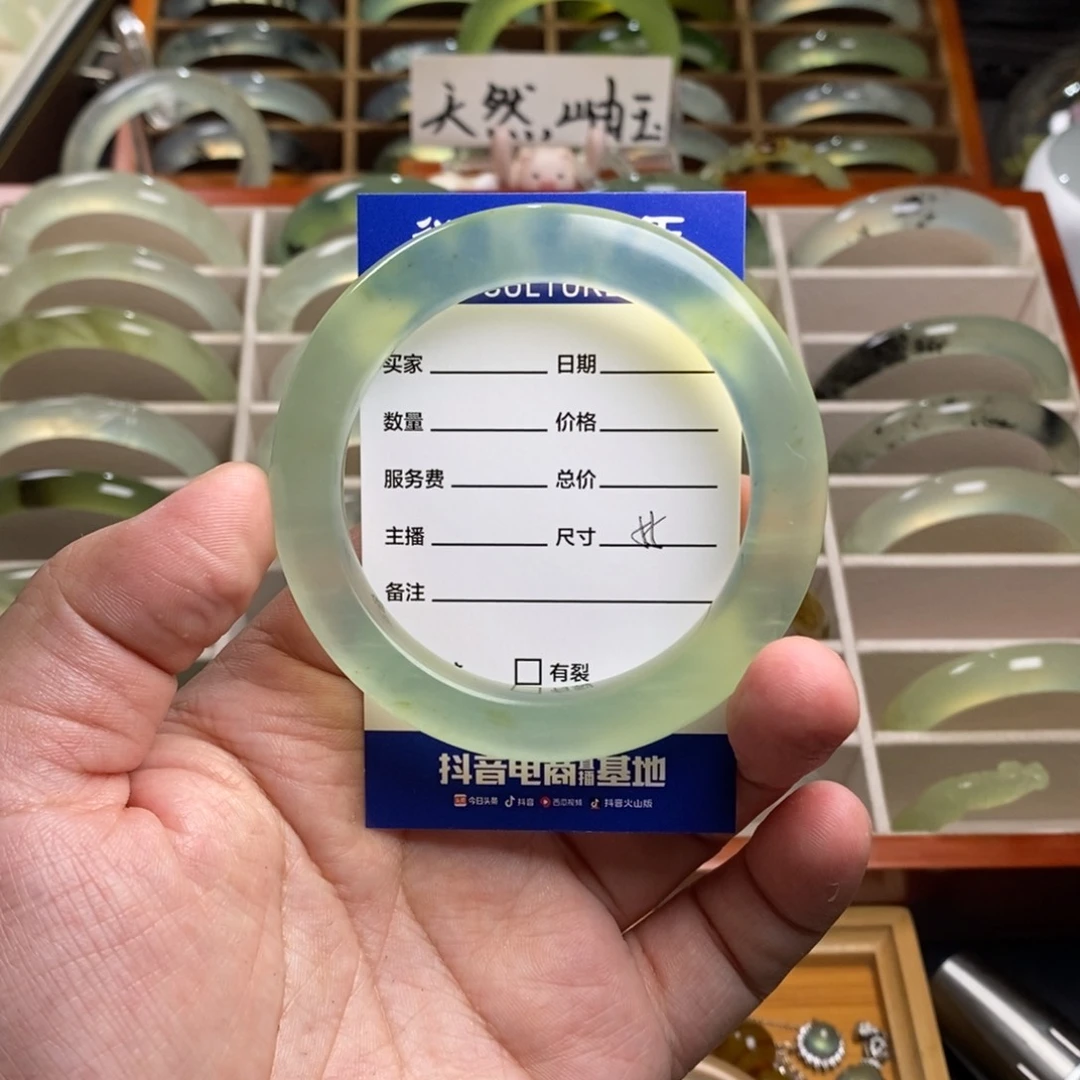 天然岫玉
CULTURE
买家 日期
数量 价格
服务费 总价
主播 尺寸
备注
有裂
抖音电商直播基地
今日头条 抖音 西瓜视频 抖音火山版